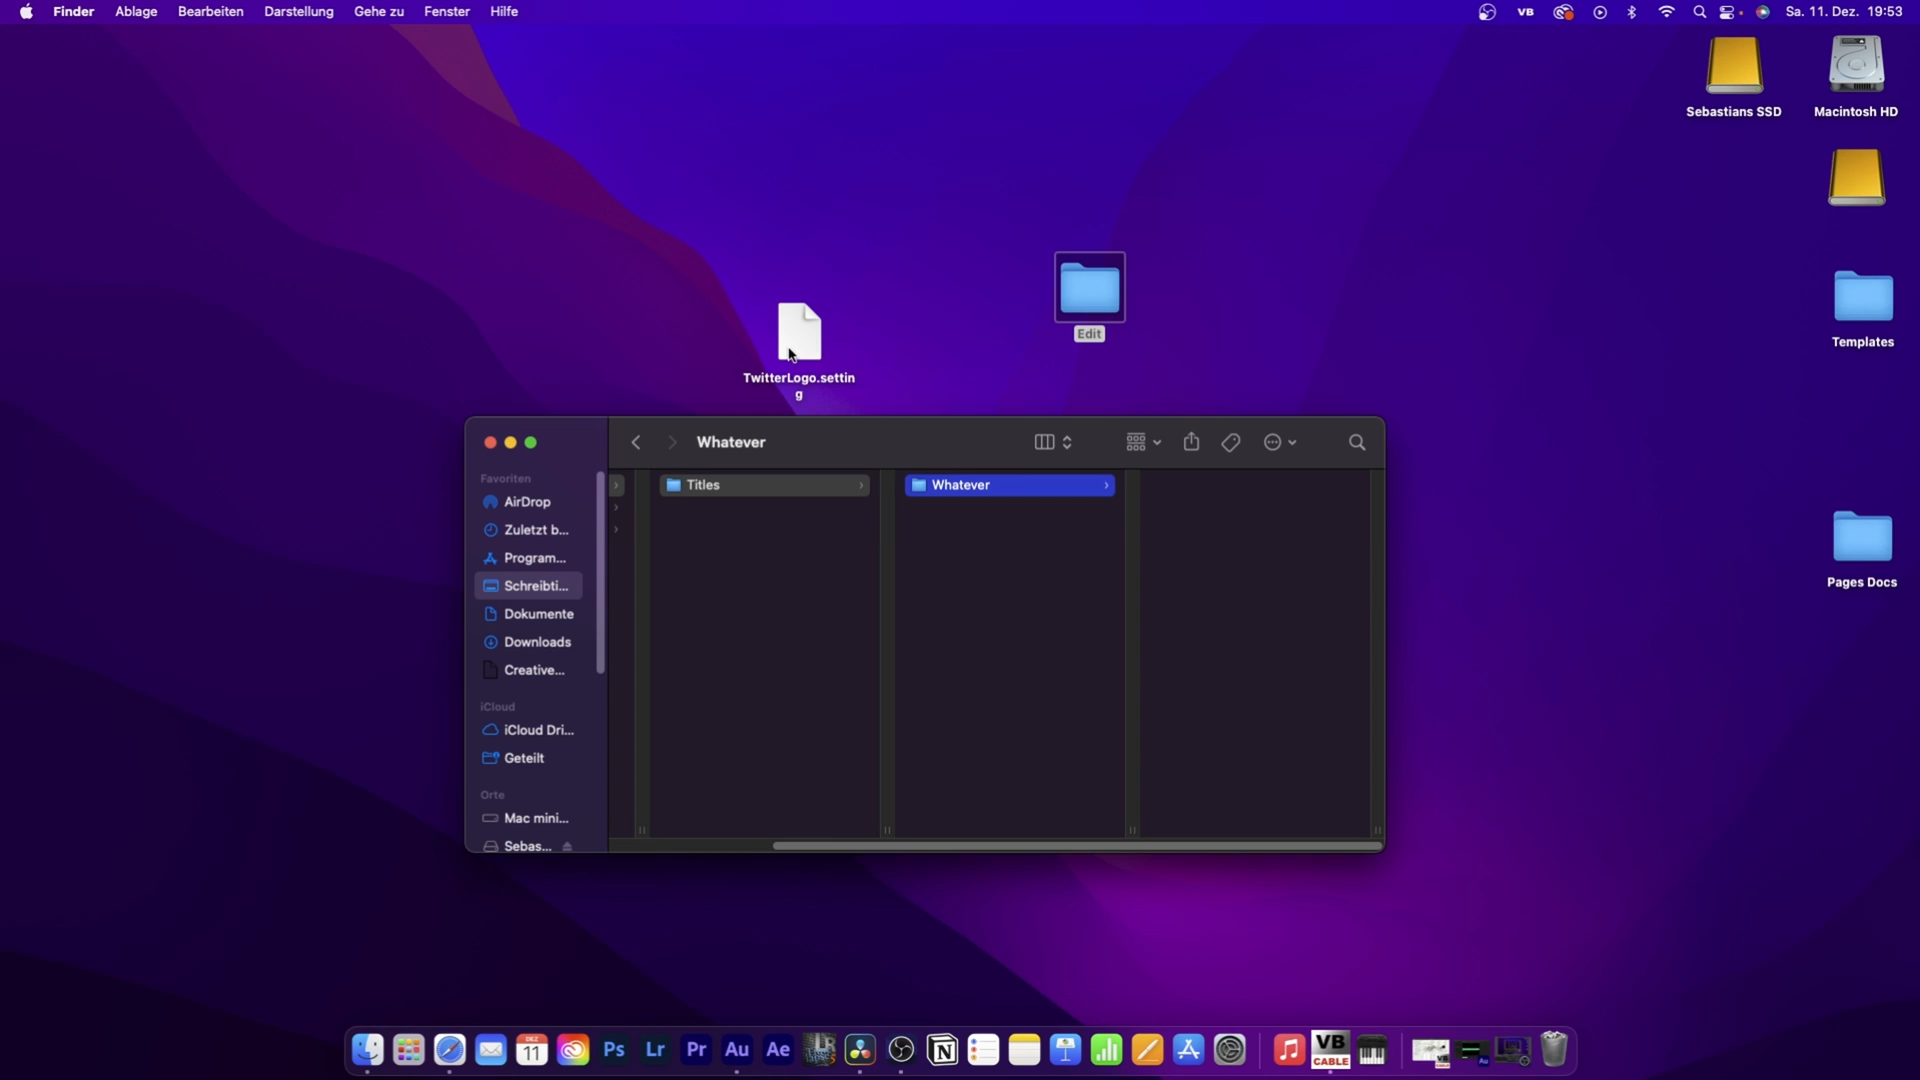 Finder Ablage Bearbeiten Darstellung Gehe zu Fenster Hilfe VB Sa. 11. Dez. 19:53
Sebastians SSD Macintosh HD
Edit
Templates
TwitterLogo.settin
g
Whatever
Favoriten
AirDrop
Zuletzt b...
Program...
Schreibti...
Dokumente
Downloads
Creative...
iCloud
iCloud Dri...
Geteilt
Orte
Mac mini...
Sebas...
Titles
Whatever
Pages Docs
DEZ
11
Ps Lr Pr Au Ae
VB
CABLE